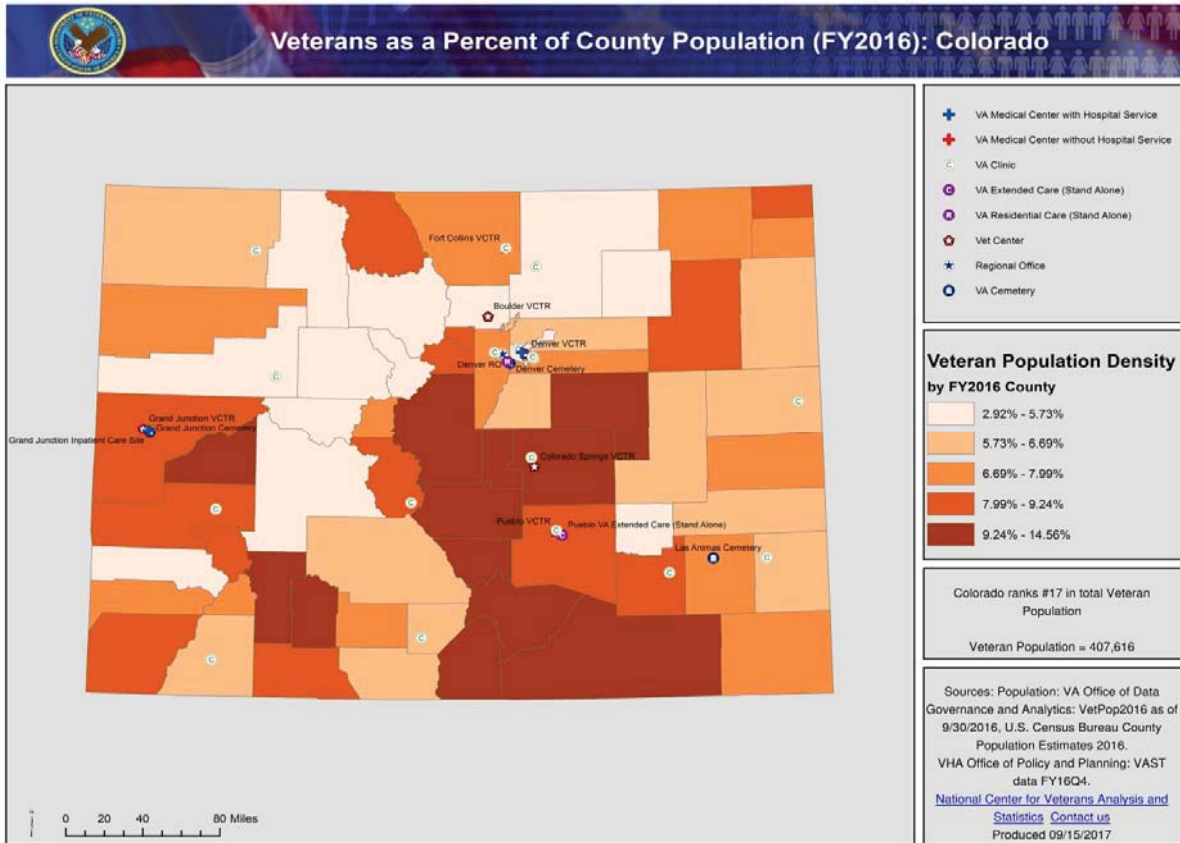 Veterans as a Percent of County Population (FY2016): Colorado
Fort Collins VCTR
Boulder VCTR
Denver VCTR
Denver RO
Denver Cemetery
Grand Junction VCTR
Grand Junction Cemetery
Grand Junction Inpatient Care Site
Colorado Springs VCTR
Pueblo VCTR
Pueblo VA Extended Care (Stand Alone)
Las Animas Cemetery
0 20 40 80 Miles
VA Medical Center with Hospital Service
VA Medical Center without Hospital Service
C VA Clinic
C VA Extended Care (Stand Alone)
R VA Residential Care (Stand Alone)
Vet Center
Regional Office
VA Cemetery
Veteran Population Density
by FY2016 County
2.92% - 5.73%
5.73% - 6.69%
6.69% - 7.99%
7.99% - 9.24%
9.24% - 14.56%
Colorado ranks #17 in total Veteran
Population
Veteran Population = 407,616
Sources: Population: VA Office of Data
Governance and Analytics: VetPop2016 as of
9/30/2016, U.S. Census Bureau County
Population Estimates 2016.
VHA Office of Policy and Planning: VAST
data FY16Q4.
National Center for Veterans Analysis and
Statistics Contact us
Produced 09/15/2017